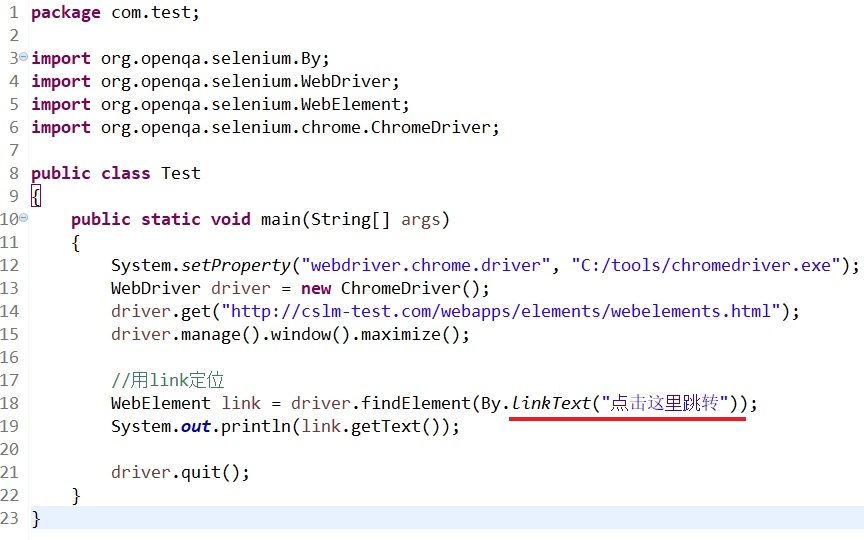 1 package com.test;
2
3 import org.openqa.selenium.By;
4 import org.openqa.selenium.WebDriver;
5 import org.openqa.selenium.WebElement;
6 import org.openqa.selenium.chrome.ChromeDriver;
7
8 public class Test
9 {
10     public static void main(String[] args)
11     {
12         System.setProperty("webdriver.chrome.driver", "C:/tools/chromedriver.exe");
13         WebDriver driver = new ChromeDriver();
14         driver.get("http://cslm-test.com/webapps/elements/webelements.html");
15         driver.manage().window().maximize();
16
17         //用link定位
18         WebElement link = driver.findElement(By.linkText("点击这里跳转"));
19         System.out.println(link.getText());
20
21         driver.quit();
22     }
23 }